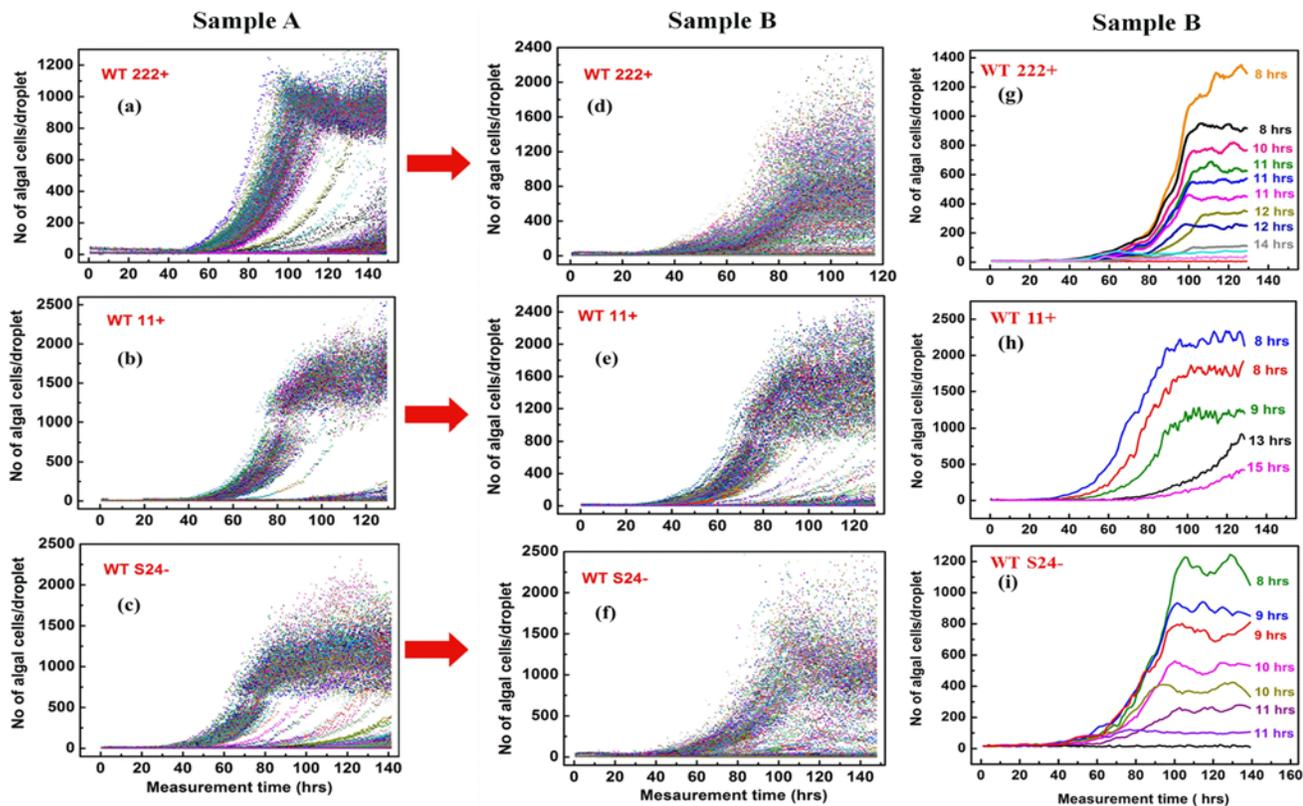 Sample A
Sample B
Sample B
WT 222+
(a)
No of algal cells/droplet
1200
1000
800
600
400
200
0
0 20 40 60 80 100 120 140
WT 222+
(d)
No of agal cells/droplet
2400
2000
1600
1200
800
400
0
0 20 40 60 80 100 120
WT 222+
(g)
No of algal cells/droplet
1400
1200
1000
800
600
400
200
0
0 20 40 60 80 100 120 140
8 hrs
8 hrs
10 hrs
11 hrs
11 hrs
11 hrs
12 hrs
12 hrs
14 hrs
WT 11+
(b)
No of algal cells/droplet
2500
2000
1500
1000
500
0
0 20 40 60 80 100 120
WT 11+
(e)
No of algal cells/droplet
2400
2000
1600
1200
800
400
0
0 20 40 60 80 100 120
WT 11+
(h)
No of algal cells/droplet
2500
2000
1500
1000
500
0
0 20 40 60 80 100 120 140
8 hrs
8 hrs
9 hrs
13 hrs
15 hrs
WT S24-
(c)
No of algal cells/droplet
2500
2000
1500
1000
500
0
0 20 40 60 80 100 120 140
Measurement time (hrs)
WT S24-
(f)
No of algal cells/droplet
2500
2000
1500
1000
500
0
0 20 40 60 80 100 120 140
Mesaurement time (hrs)
WT S24-
(i)
No of algal cells/droplet
1200
1000
800
600
400
200
0
0 20 40 60 80 100 120 140 160
Measurement time ( hrs)
8 hrs
9 hrs
9 hrs
10 hrs
10 hrs
11 hrs
11 hrs